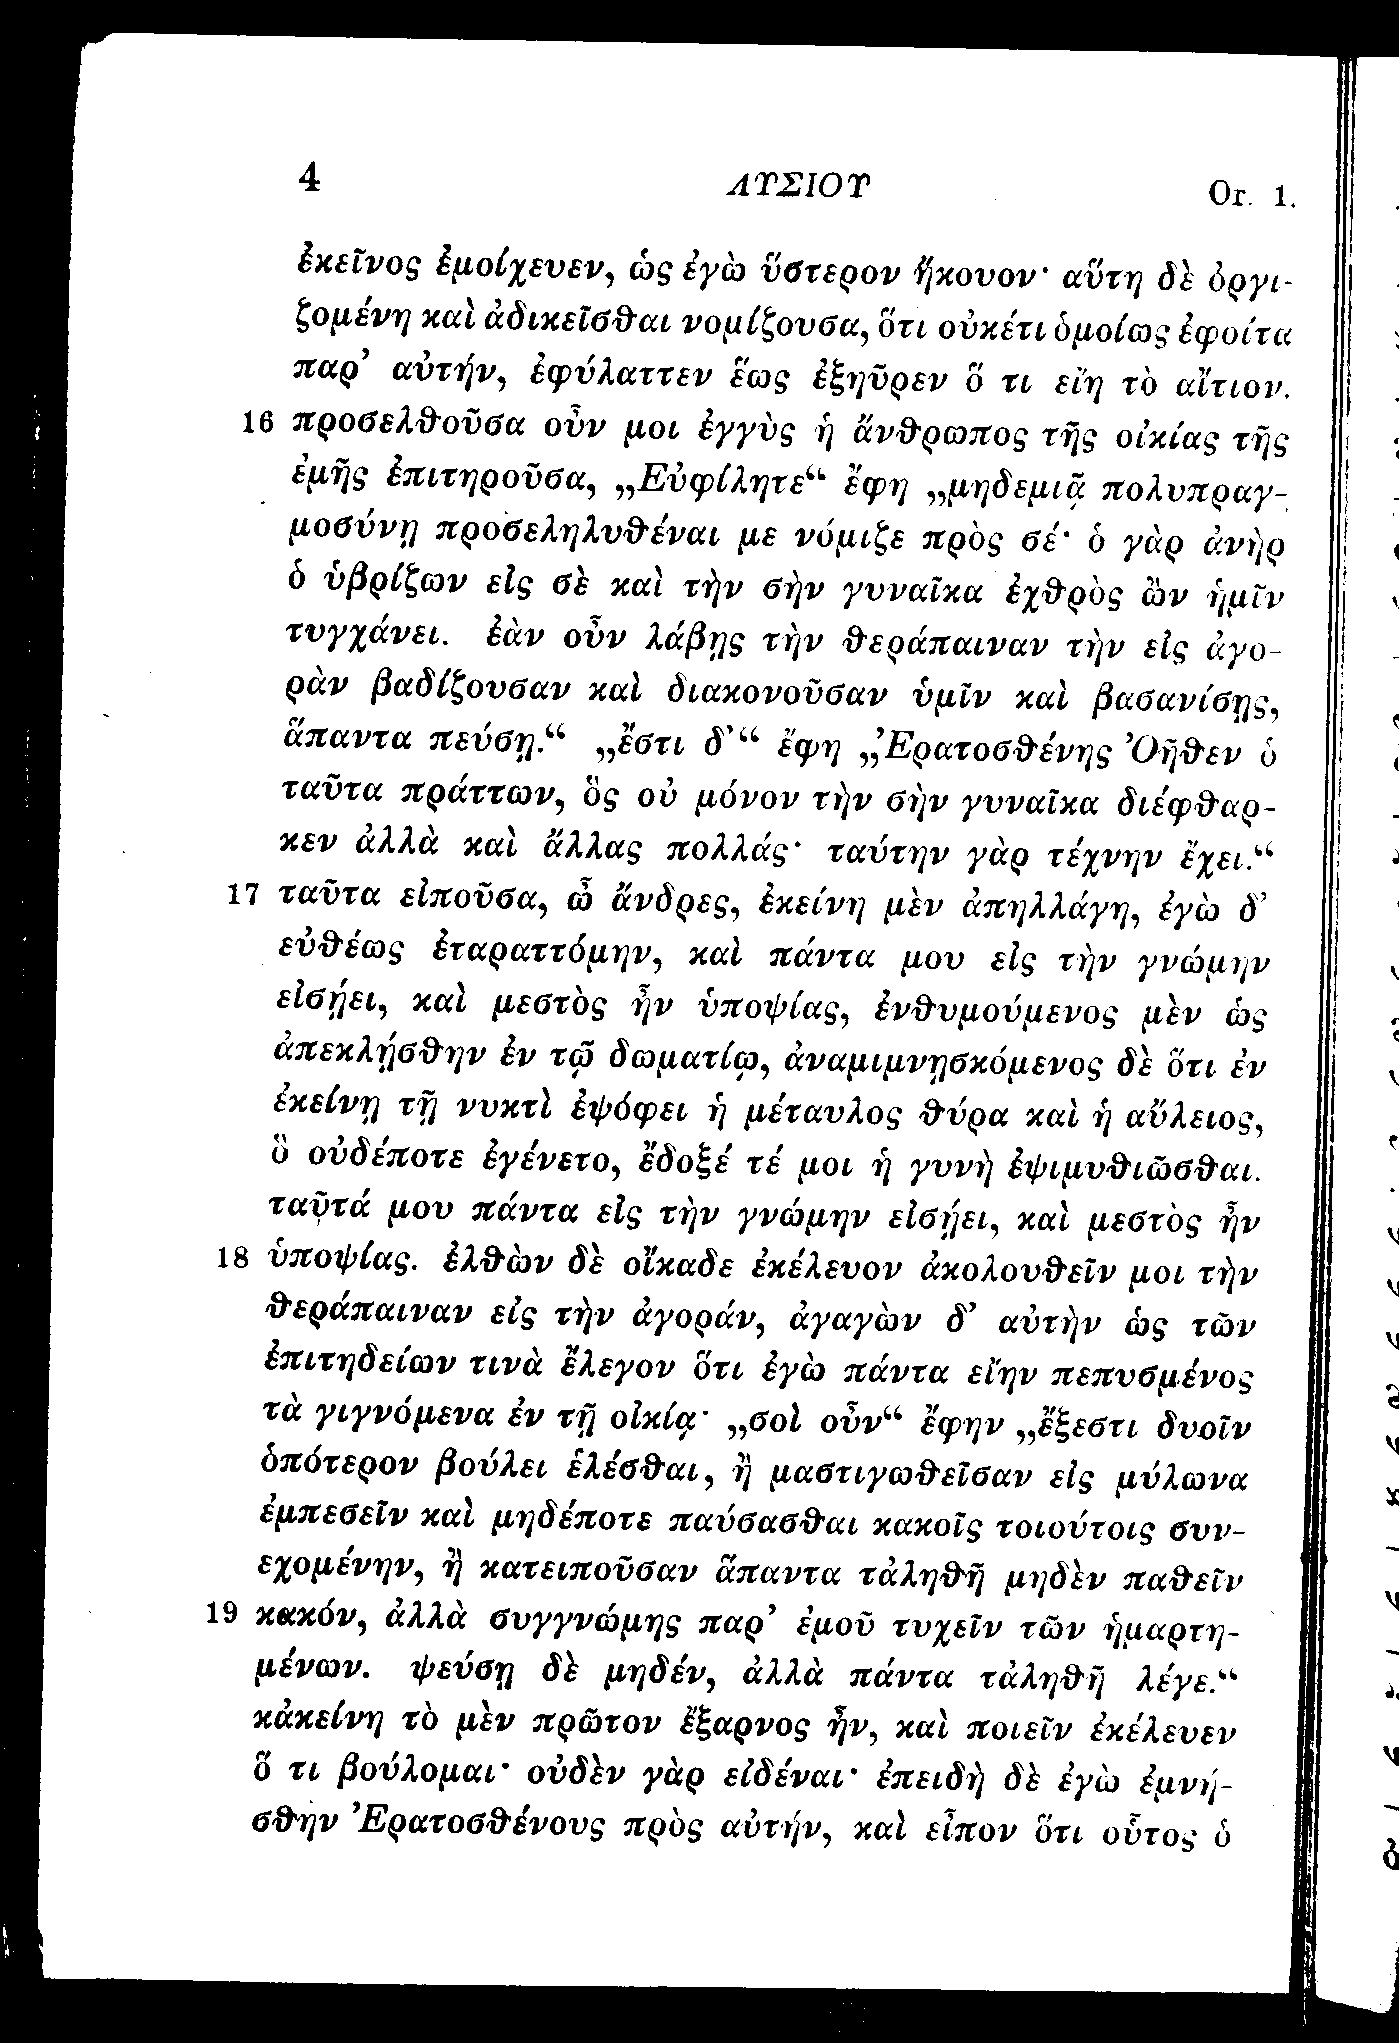 4 ΛΥΣΙΟΥ Or. 1.
ἐκεῖνος ἐμοίχευεν, ὡς ἐγὼ ὕστερον ἤκουον· αὕτη δὲ ὀργι-
ζομένη καὶ ἀδικεῖσθαι νομίζουσα, ὅτι οὐκέτι ὁμοίως ἐφοίτα
παρ’ αὐτήν, ἐφύλαττεν ἕως ἐξηῦρεν ὅ τι εἴη τὸ αἴτιον.
16 προσελθοῦσα οὖν μοι ἐγγὺς ἡ ἄνθρωπος τῆς οἰκίας τῆς
ἐμῆς ἐπιτηροῦσα, „Εὐφίλητε“ ἔφη „μηδεμιᾷ πολυπραγ-
μοσύνῃ προσεληλυθέναι με νόμιζε πρὸς σέ· ὁ γὰρ ἀνὴρ
ὁ ὑβρίζων εἰς σὲ καὶ τὴν σὴν γυναῖκα ἐχθρὸς ὢν ἡμῖν
τυγχάνει. ἐὰν οὖν λάβῃς τὴν θεράπαιναν τὴν εἰς ἀγο-
ρὰν βαδίζουσαν καὶ διακονοῦσαν ὑμῖν καὶ βασανίσῃς,
ἅπαντα πεύσῃ.“ „ἔστι δ’“ ἔφη „Ἐρατοσθένης Ὀῆθεν ὁ
ταῦτα πράττων, ὃς οὐ μόνον τὴν σὴν γυναῖκα διέφθαρ-
κεν ἀλλὰ καὶ ἄλλας πολλάς· ταύτην γὰρ τέχνην ἔχει.“
17 ταῦτα εἰποῦσα, ὦ ἄνδρες, ἐκείνη μὲν ἀπηλλάγη, ἐγὼ δ’
εὐθέως ἐταραττόμην, καὶ πάντα μου εἰς τὴν γνώμην
εἰσῄει, καὶ μεστὸς ἦν ὑποψίας, ἐνθυμούμενος μὲν ὡς
ἀπεκλῄσθην ἐν τῷ δωματίῳ, ἀναμιμνῃσκόμενος δὲ ὅτι ἐν
ἐκείνῃ τῇ νυκτὶ ἐψόφει ἡ μέταυλος θύρα καὶ ἡ αὔλειος,
ὃ οὐδέποτε ἐγένετο, ἔδοξέ τέ μοι ἡ γυνὴ ἐψιμυθιῶσθαι.
ταῦτά μου πάντα εἰς τὴν γνώμην εἰσῄει, καὶ μεστὸς ἦν
18 ὑποψίας. ἐλθὼν δὲ οἴκαδε ἐκέλευον ἀκολουθεῖν μοι τὴν
θεράπαιναν εἰς τὴν ἀγοράν, ἀγαγὼν δ’ αὐτὴν ὡς τῶν
ἐπιτηδείων τινὰ ἔλεγον ὅτι ἐγὼ πάντα εἴην πεπυσμένος
τὰ γιγνόμενα ἐν τῇ οἰκίᾳ· „σοὶ οὖν“ ἔφην „ἔξεστι δυοῖν
ὁπότερον βούλει ἑλέσθαι, ἢ μαστιγωθεῖσαν εἰς μύλωνα
ἐμπεσεῖν καὶ μηδέποτε παύσασθαι κακοῖς τοιούτοις συν-
εχομένην, ἢ κατειποῦσαν ἅπαντα τἀληθῆ μηδὲν παθεῖν
19 κακόν, ἀλλὰ συγγνώμης παρ’ ἐμοῦ τυχεῖν τῶν ἡμαρτη-
μένων. ψεύσῃ δὲ μηδέν, ἀλλὰ πάντα τἀληθῆ λέγε.“
κἀκείνη τὸ μὲν πρῶτον ἔξαρνος ἦν, καὶ ποιεῖν ἐκέλευεν
ὅ τι βούλομαι· οὐδὲν γὰρ εἰδέναι· ἐπειδὴ δὲ ἐγὼ ἐμνή-
σθην Ἐρατοσθένους πρὸς αὐτήν, καὶ εἶπον ὅτι οὗτος ὁ